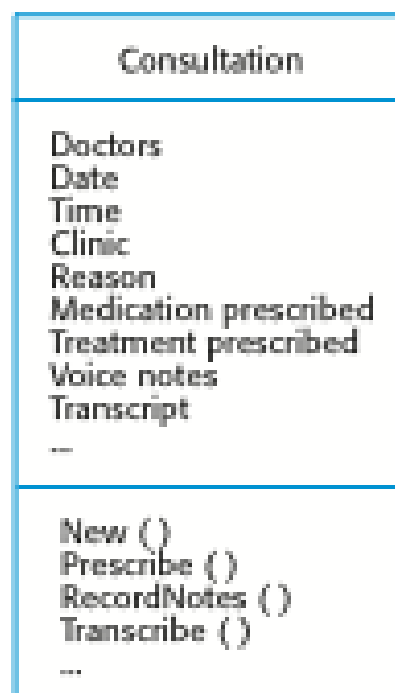 Consultation
Doctors
Date
Time
Clinic
Reason
Medication prescribed
Treatment prescribed
Voice notes
Transcript
...
New ( )
Prescribe ( )
RecordNotes ( )
Transcribe ( )
...